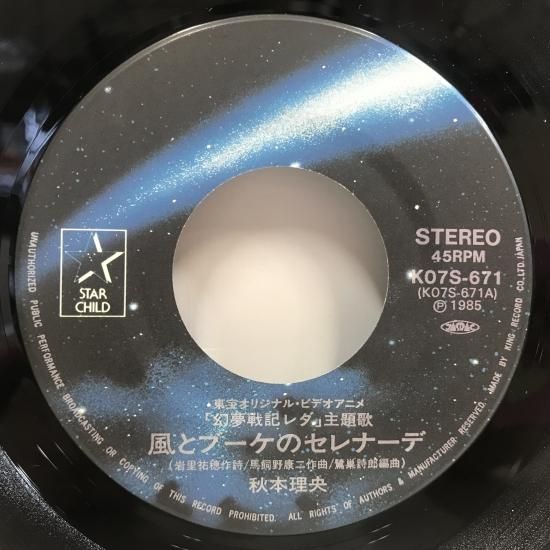 STEREO
45RPM
K07S-671
(K07S-671A)
Ⓟ1985
JASRAC
STAR
CHILD
東宝オリジナル・ビデオアニメ
「幻夢戦記レダ」主題歌
風とブーケのセレナーデ
(岩里祐穂作詩/馬飼野康二作曲/鷺巣詩郎編曲)
秋本理央
UNAUTHORIZED PUBLIC PERFORMANCE BROADCASTING AND COPYING OF THIS RECORD PROHIBITED. ALL RIGHTS OF AUTHORS & MANUFACTURER RESERVED. MADE BY KING RECORD CO., LTD. JAPAN